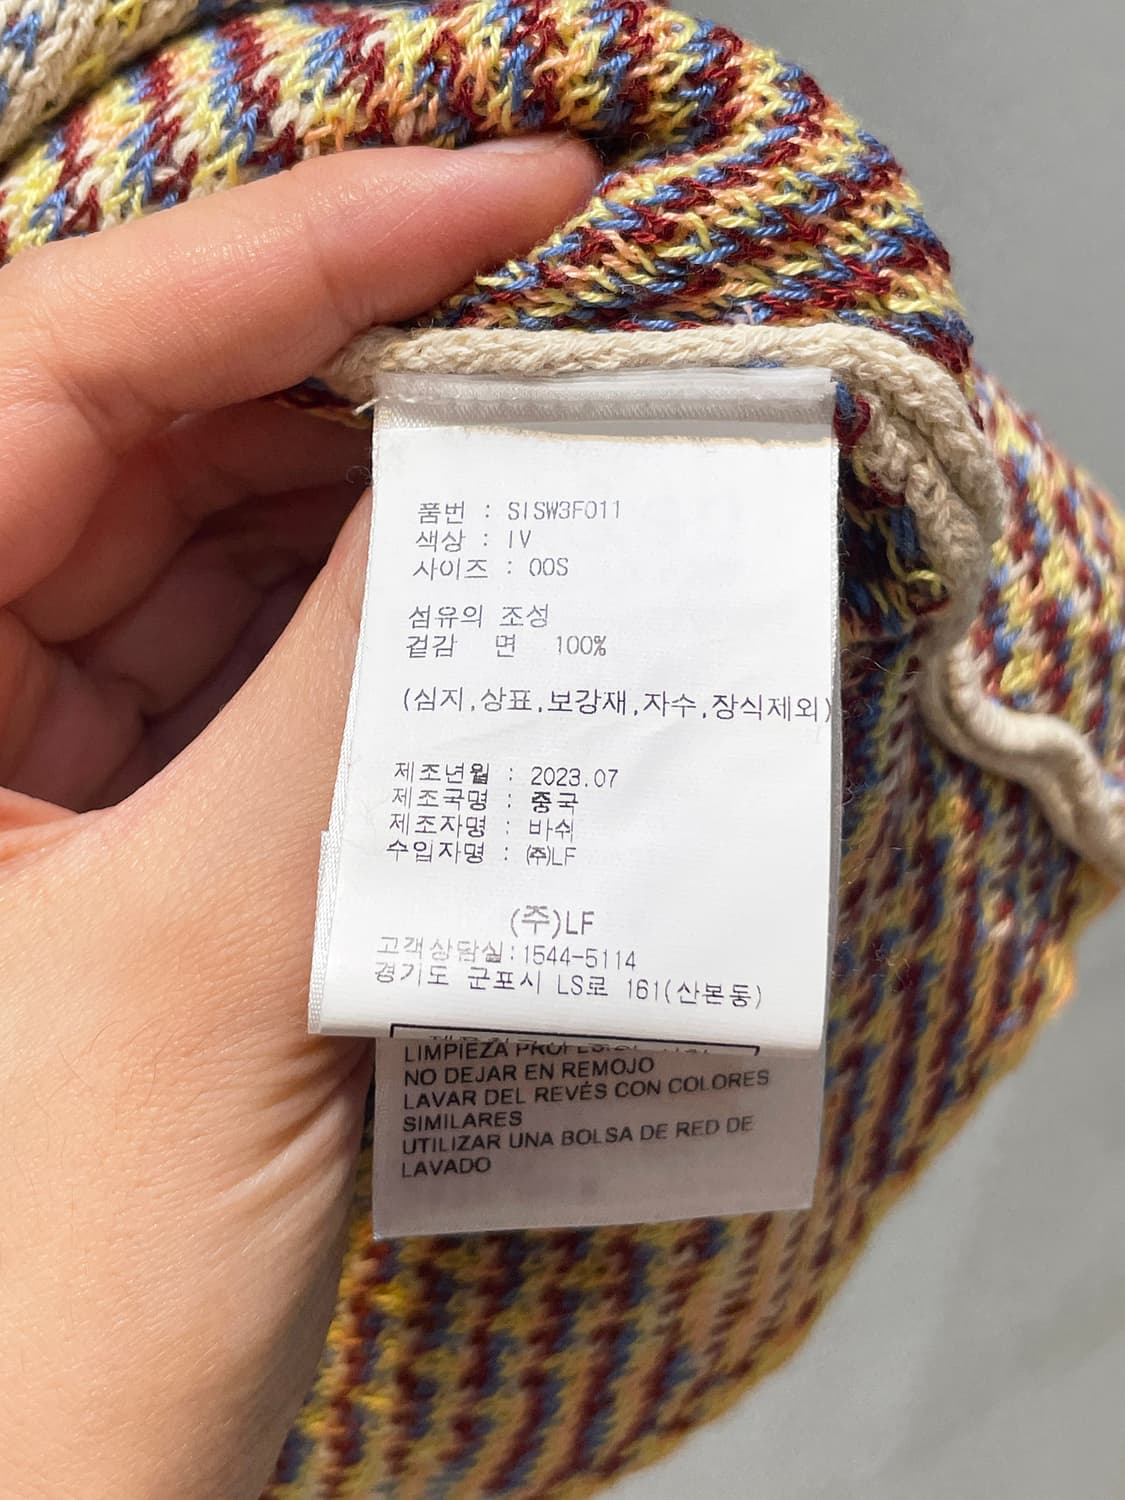 품번 : SISW3F011
색상 : IV
사이즈 : 00S
섬유의 조성
겉감 면 100%
(심지,상표,보강재,자수,장식제외)
제조년월 : 2023.07
제조국명 : 중국
제조자명 : 바쉬
수입자명 : ㈜LF
(주)LF
고객상담실:1544-5114
경기도 군포시 LS로 161(산본동)
LIMPIEZA
NO DEJAR EN REMOJO
LAVAR DEL REVÉS CON COLORES
SIMILARES
UTILIZAR UNA BOLSA DE RED DE
LAVADO